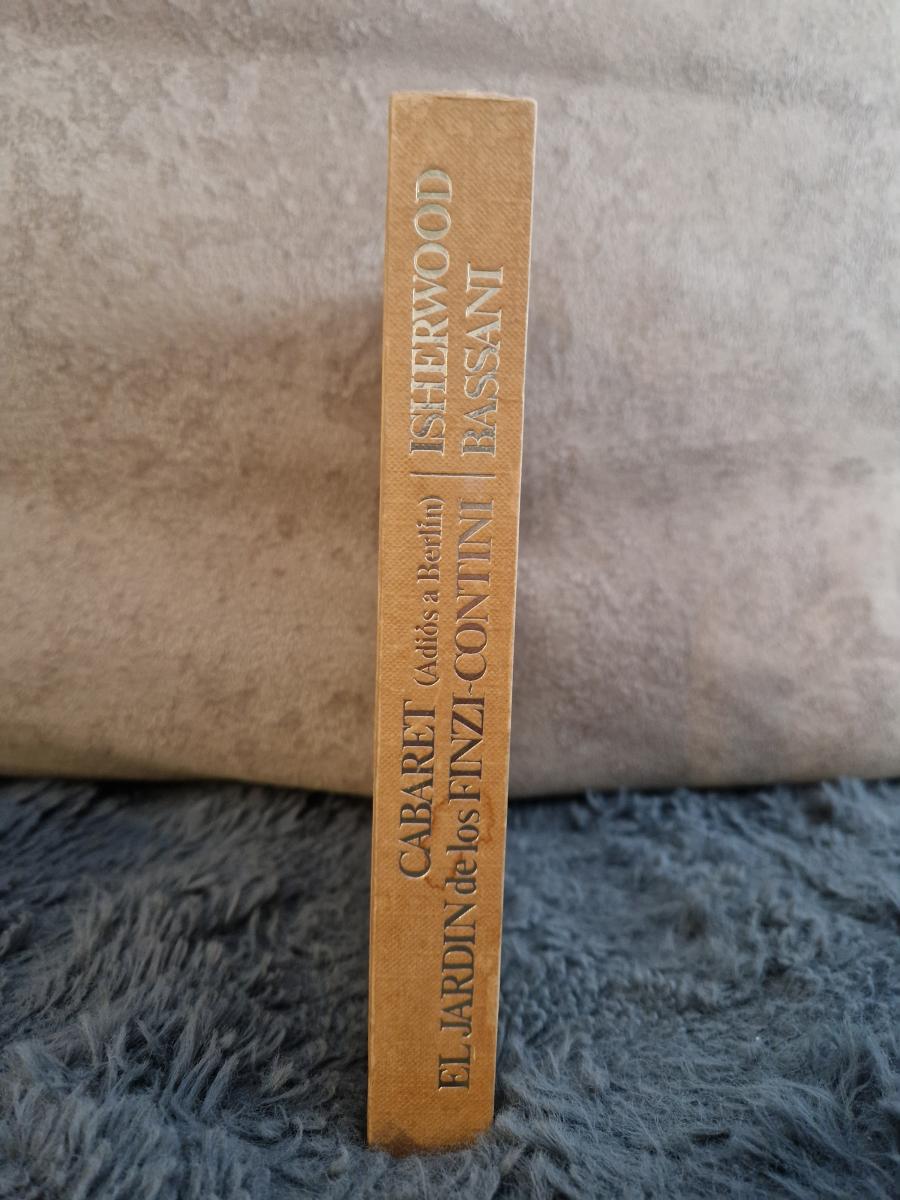 CABARET (Adiós a Berlín) | ISHERWOOD
EL JARDIN de los FINZI-CONTINI | BASSANI